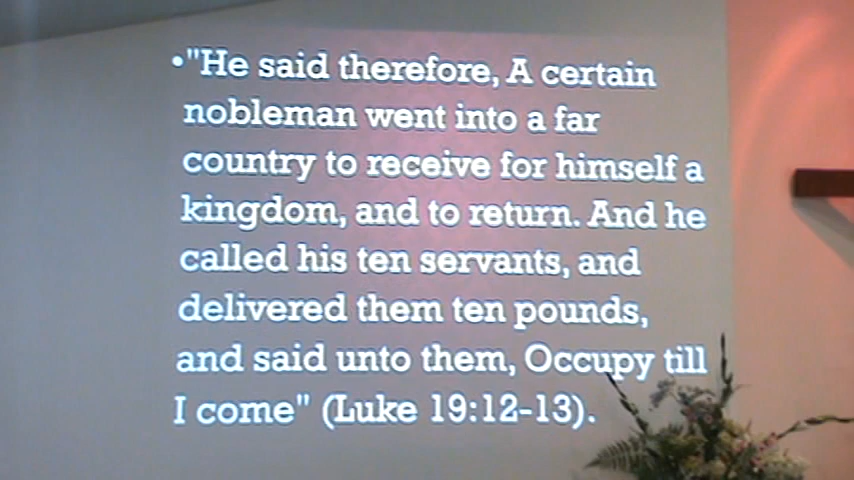 •"He said therefore, A certain
nobleman went into a far
country to receive for himself a
kingdom, and to return. And he
called his ten servants, and
delivered them ten pounds,
and said unto them, Occupy till
I come" (Luke 19:12-13).